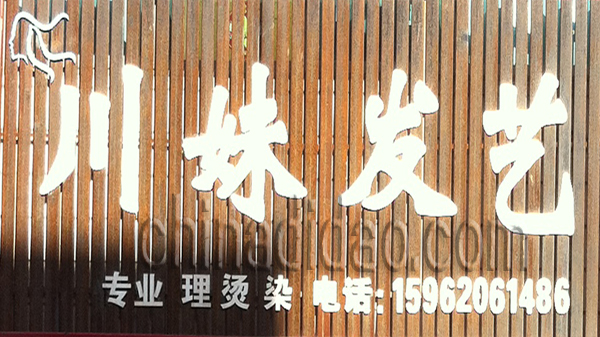 川妹发艺
chinadidao.com
专业 理烫染 电话:15962061486